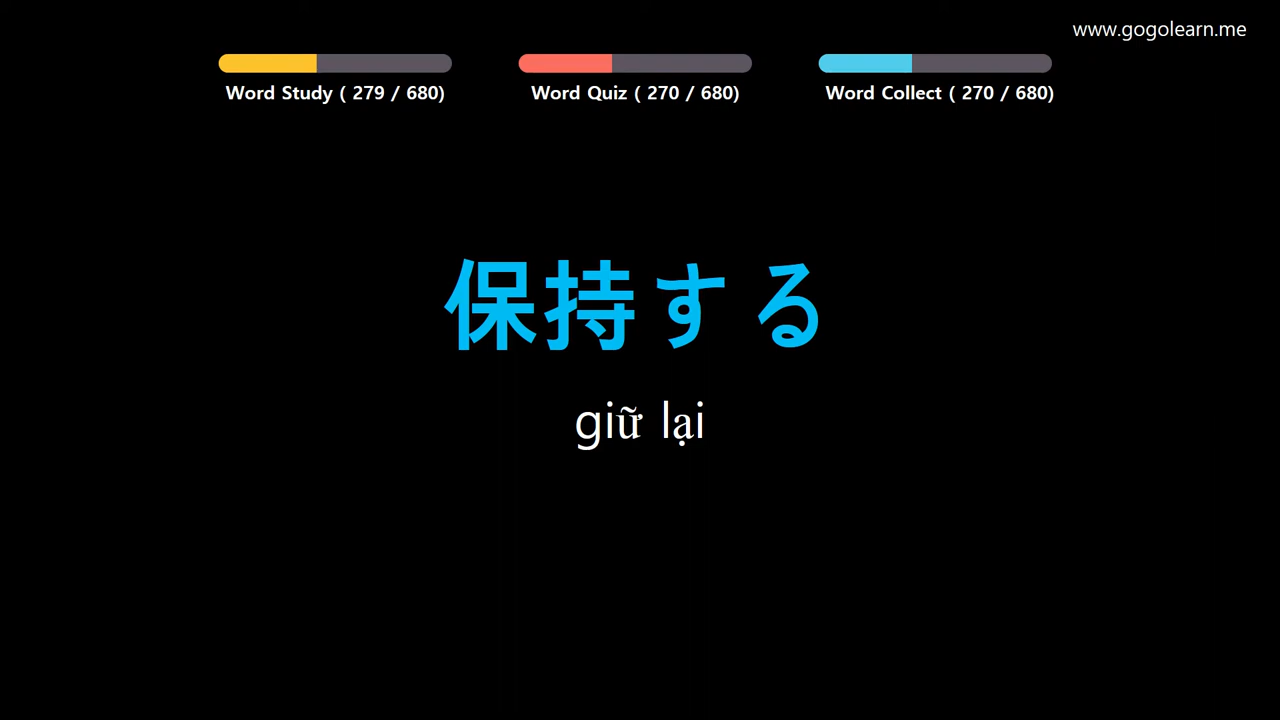 www.gogolearn.me
Word Study ( 279 / 680)
Word Quiz ( 270 / 680)
Word Collect ( 270 / 680)
保持する
giữ lại